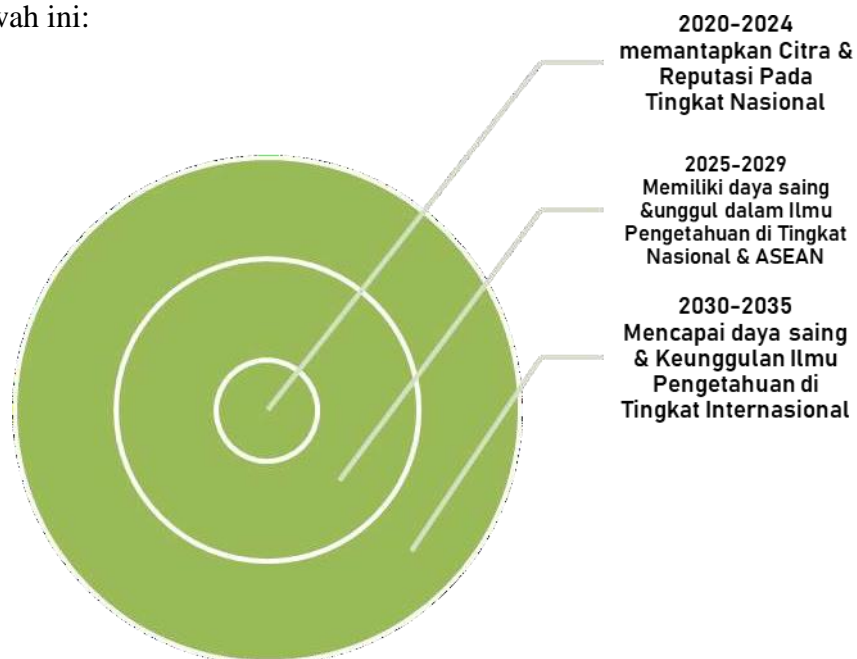 vah ini:
2020-2024
memantapkan Citra &
Reputasi Pada
Tingkat Nasional
2025-2029
Memiliki daya saing
&unggul dalam Ilmu
Pengetahuan di Tingkat
Nasional & ASEAN
2030-2035
Mencapai daya saing
& Keunggulan Ilmu
Pengetahuan di
Tingkat Internasional